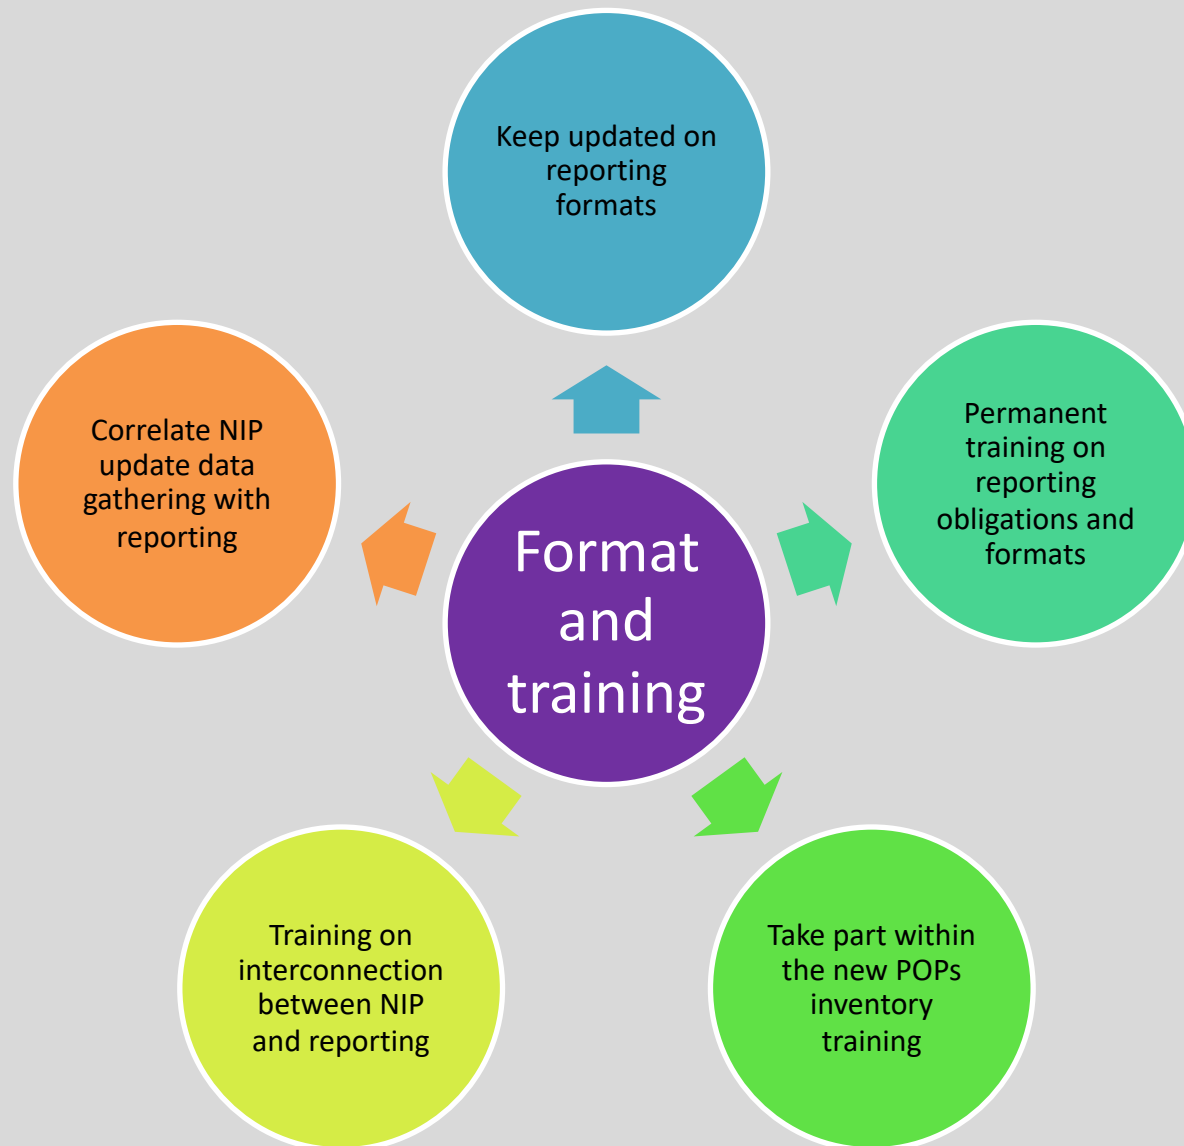 Keep updated on
reporting
formats
Permanent
training on
reporting
obligations and
formats
Take part within
the new POPs
inventory
training
Training on
interconnection
between NIP
and reporting
Correlate NIP
update data
gathering with
reporting
Format
and
training